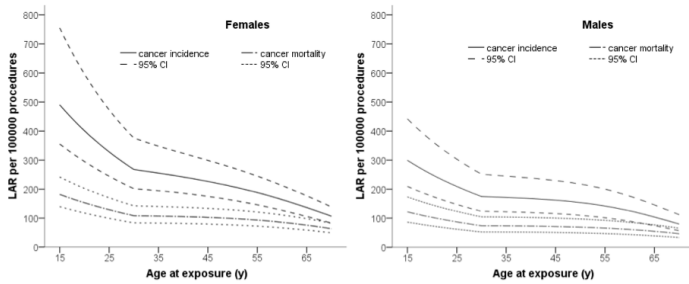 Females
800
700
600
500
400
300
200
100
0
LAR per 100000 procedures
cancer incidence
95% CI
cancer mortality
95% CI
15 25 35 45 55 65
Age at exposure (y)
Males
800
700
600
500
400
300
200
100
0
LAR per 100000 procedures
cancer incidence
95% CI
cancer mortality
95% CI
15 25 35 45 55 65
Age at exposure (y)